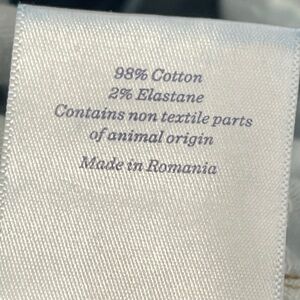 98% Cotton
2% Elastane
Contains non textile parts
of animal origin
Made in Romania